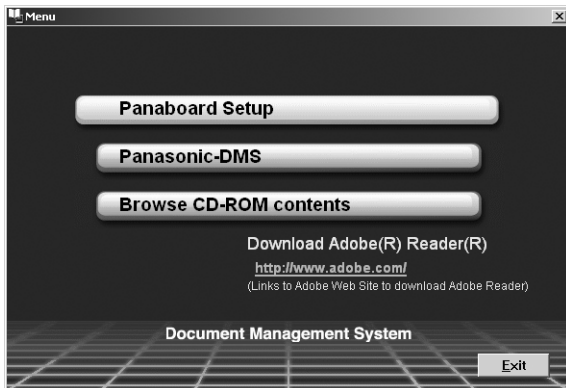 Menu
Panaboard Setup
Panasonic-DMS
Browse CD-ROM contents
Download Adobe(R) Reader(R)
http://www.adobe.com/
(Links to Adobe Web Site to download Adobe Reader)
Document Management System
Exit